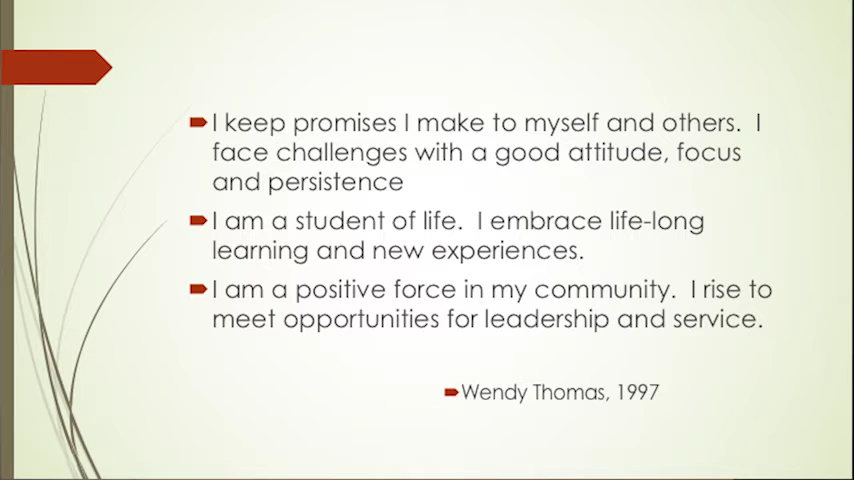 I keep promises I make to myself and others.  I
face challenges with a good attitude, focus
and persistence
I am a student of life.  I embrace life-long
learning and new experiences.
I am a positive force in my community.  I rise to
meet opportunities for leadership and service.
Wendy Thomas, 1997